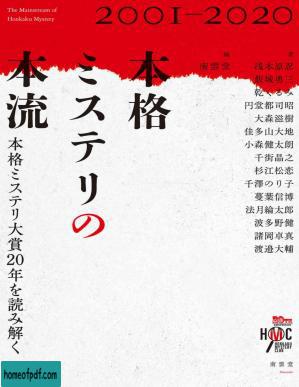 The Mainstream of
Honkaku Mystery
2001−2020
本格
ミステリの
本流
本格ミステリ大賞20年を読み解く
編
南雲堂
著
浅木原忍
飯城勇三
乾くるみ
円堂都司昭
大森滋樹
佳多山大地
小森健太朗
千街晶之
杉江松恋
千澤のり子
蔓葉信博
法月綸太郎
波多野健
諸岡卓真
渡邉大輔
HMC
南雲堂
www.homeofpdf.com